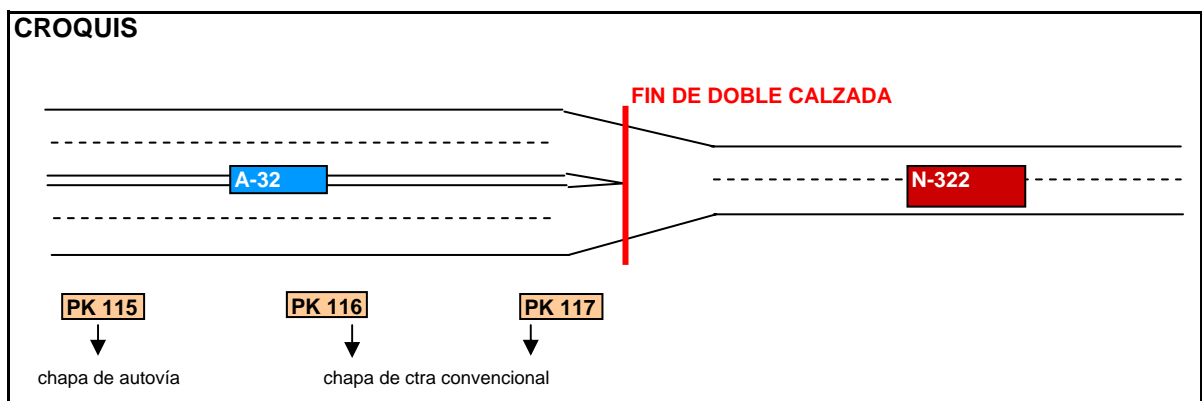 CROQUIS
FIN DE DOBLE CALZADA
A-32
N-322
PK 115
PK 116
PK 117
chapa de autovía
chapa de ctra convencional